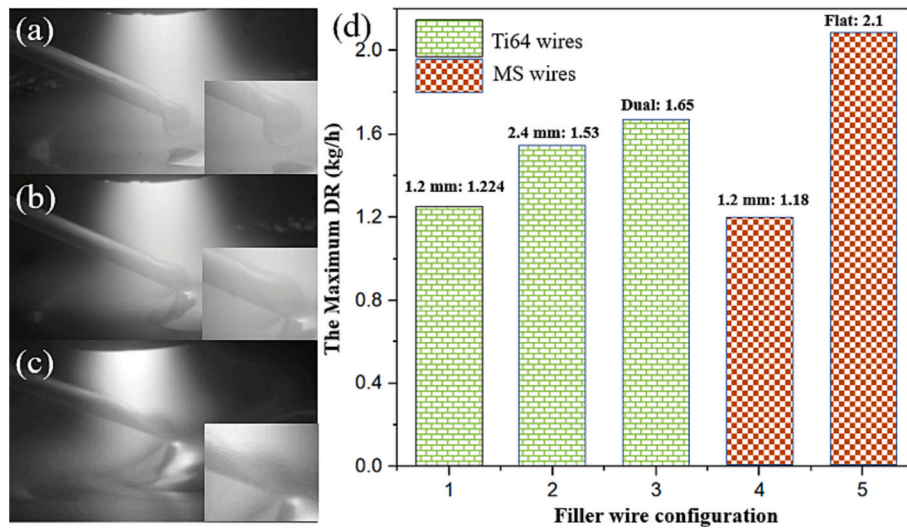 (a)
(b)
(c)
(d)
The Maximum DR (kg/h)
2.0
1.6
1.2
0.8
0.4
0.0
Ti64 wires
MS wires
1.2 mm: 1.224
2.4 mm: 1.53
Dual: 1.65
1.2 mm: 1.18
Flat: 2.1
1
2
3
4
5
Filler wire configuration